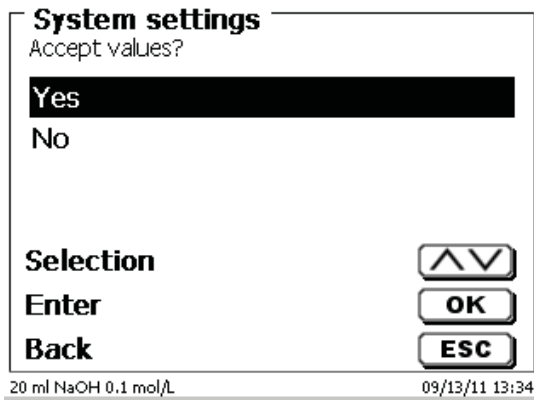 System settings
Accept values?
Yes
No
Selection
Enter OK
Back ESC
20 ml NaOH 0.1 mol/L 09/13/11 13:34